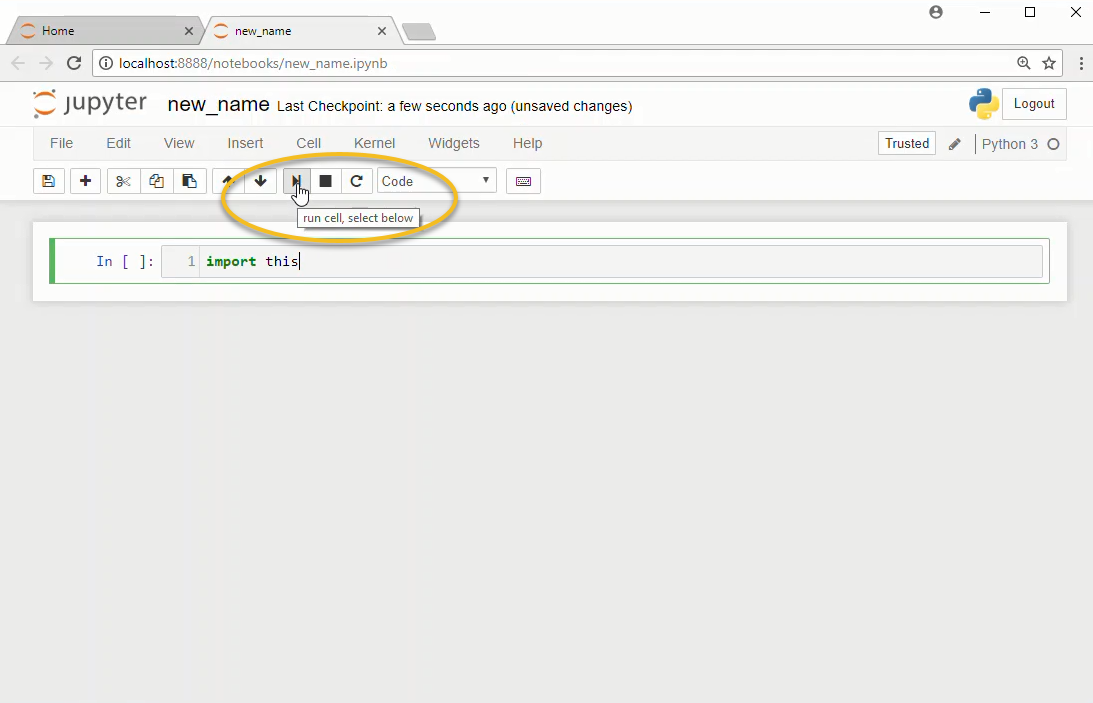 Home
new_name
localhost:8888/notebooks/new_name.ipynb
jupyter new_name Last Checkpoint: a few seconds ago (unsaved changes) Logout
File Edit View Insert Cell Kernel Widgets Help Trusted Python 3
Code
run cell, select below
In [ ]: 1 import this